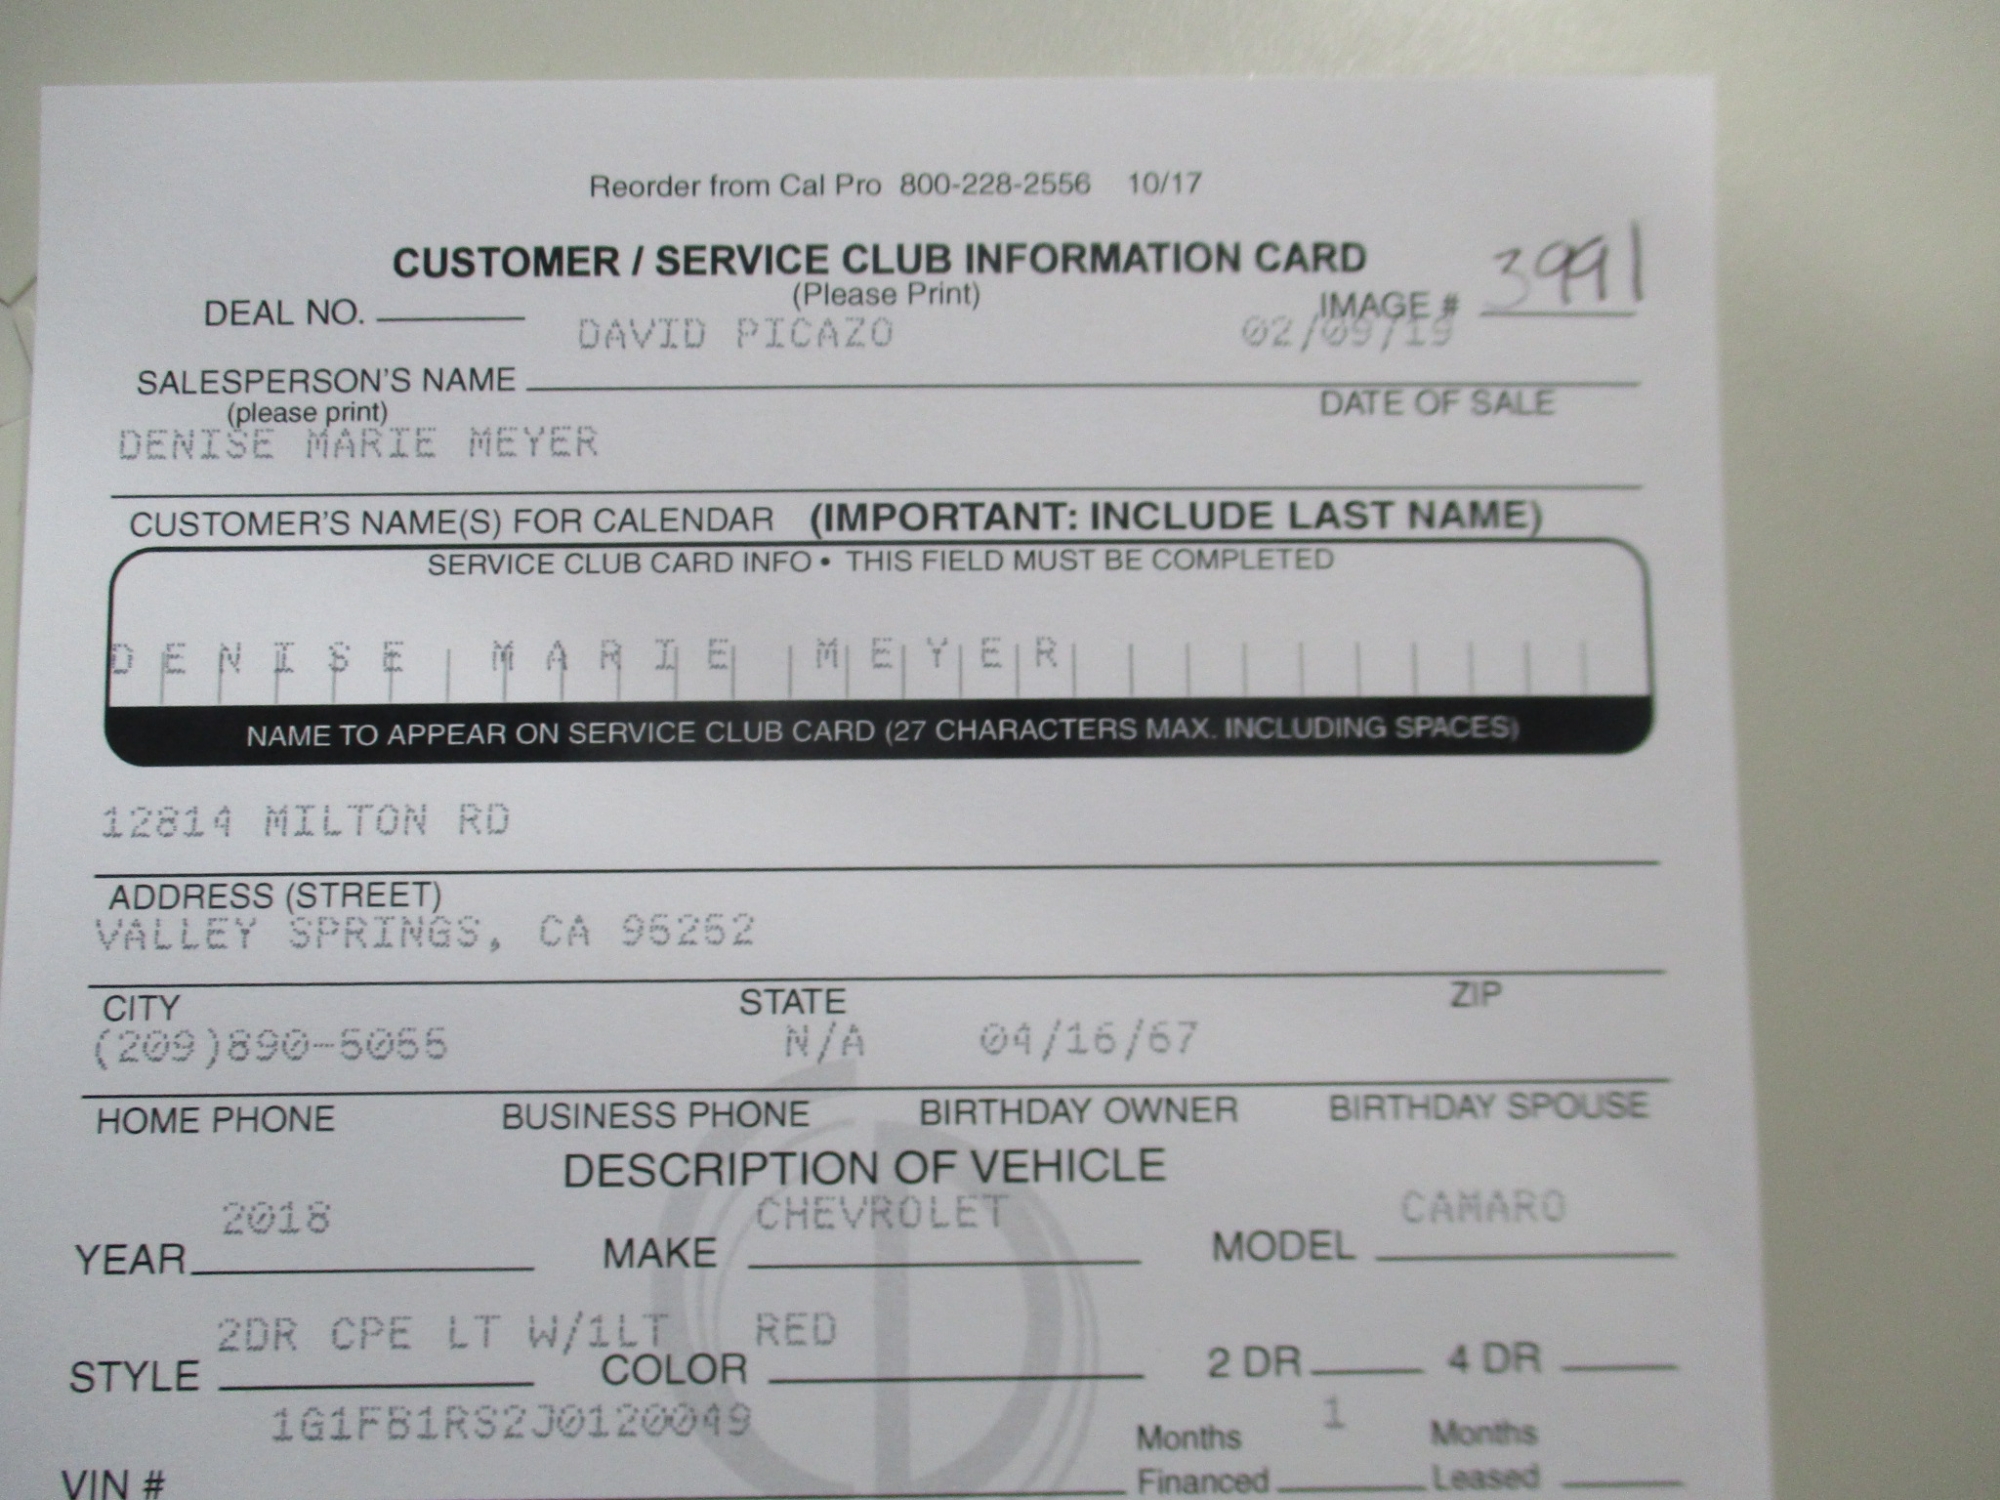 Reorder from Cal Pro 800-228-2556 10/17
CUSTOMER / SERVICE CLUB INFORMATION CARD
3991
(Please Print)
DEAL NO.
IMAGE #
DAVID PICAZO 02/09/19
SALESPERSON'S NAME
(please print)
DATE OF SALE
DENISE MARIE MEYER
CUSTOMER'S NAME(S) FOR CALENDAR (IMPORTANT: INCLUDE LAST NAME)
SERVICE CLUB CARD INFO • THIS FIELD MUST BE COMPLETED
DENISE MARIE MEYER
NAME TO APPEAR ON SERVICE CLUB CARD (27 CHARACTERS MAX. INCLUDING SPACES)
12814 MILTON RD
ADDRESS (STREET)
VALLEY SPRINGS, CA 95252
CITY STATE ZIP
(209)890-5055 N/A 04/16/67
HOME PHONE BUSINESS PHONE BIRTHDAY OWNER BIRTHDAY SPOUSE
DESCRIPTION OF VEHICLE
2018 CHEVROLET CAMARO
YEAR MAKE MODEL
2DR CPE LT W/1LT RED
STYLE COLOR 2 DR 4 DR
1G1FB1RS2J0120049 1
Months Months
VIN # Financed Leased